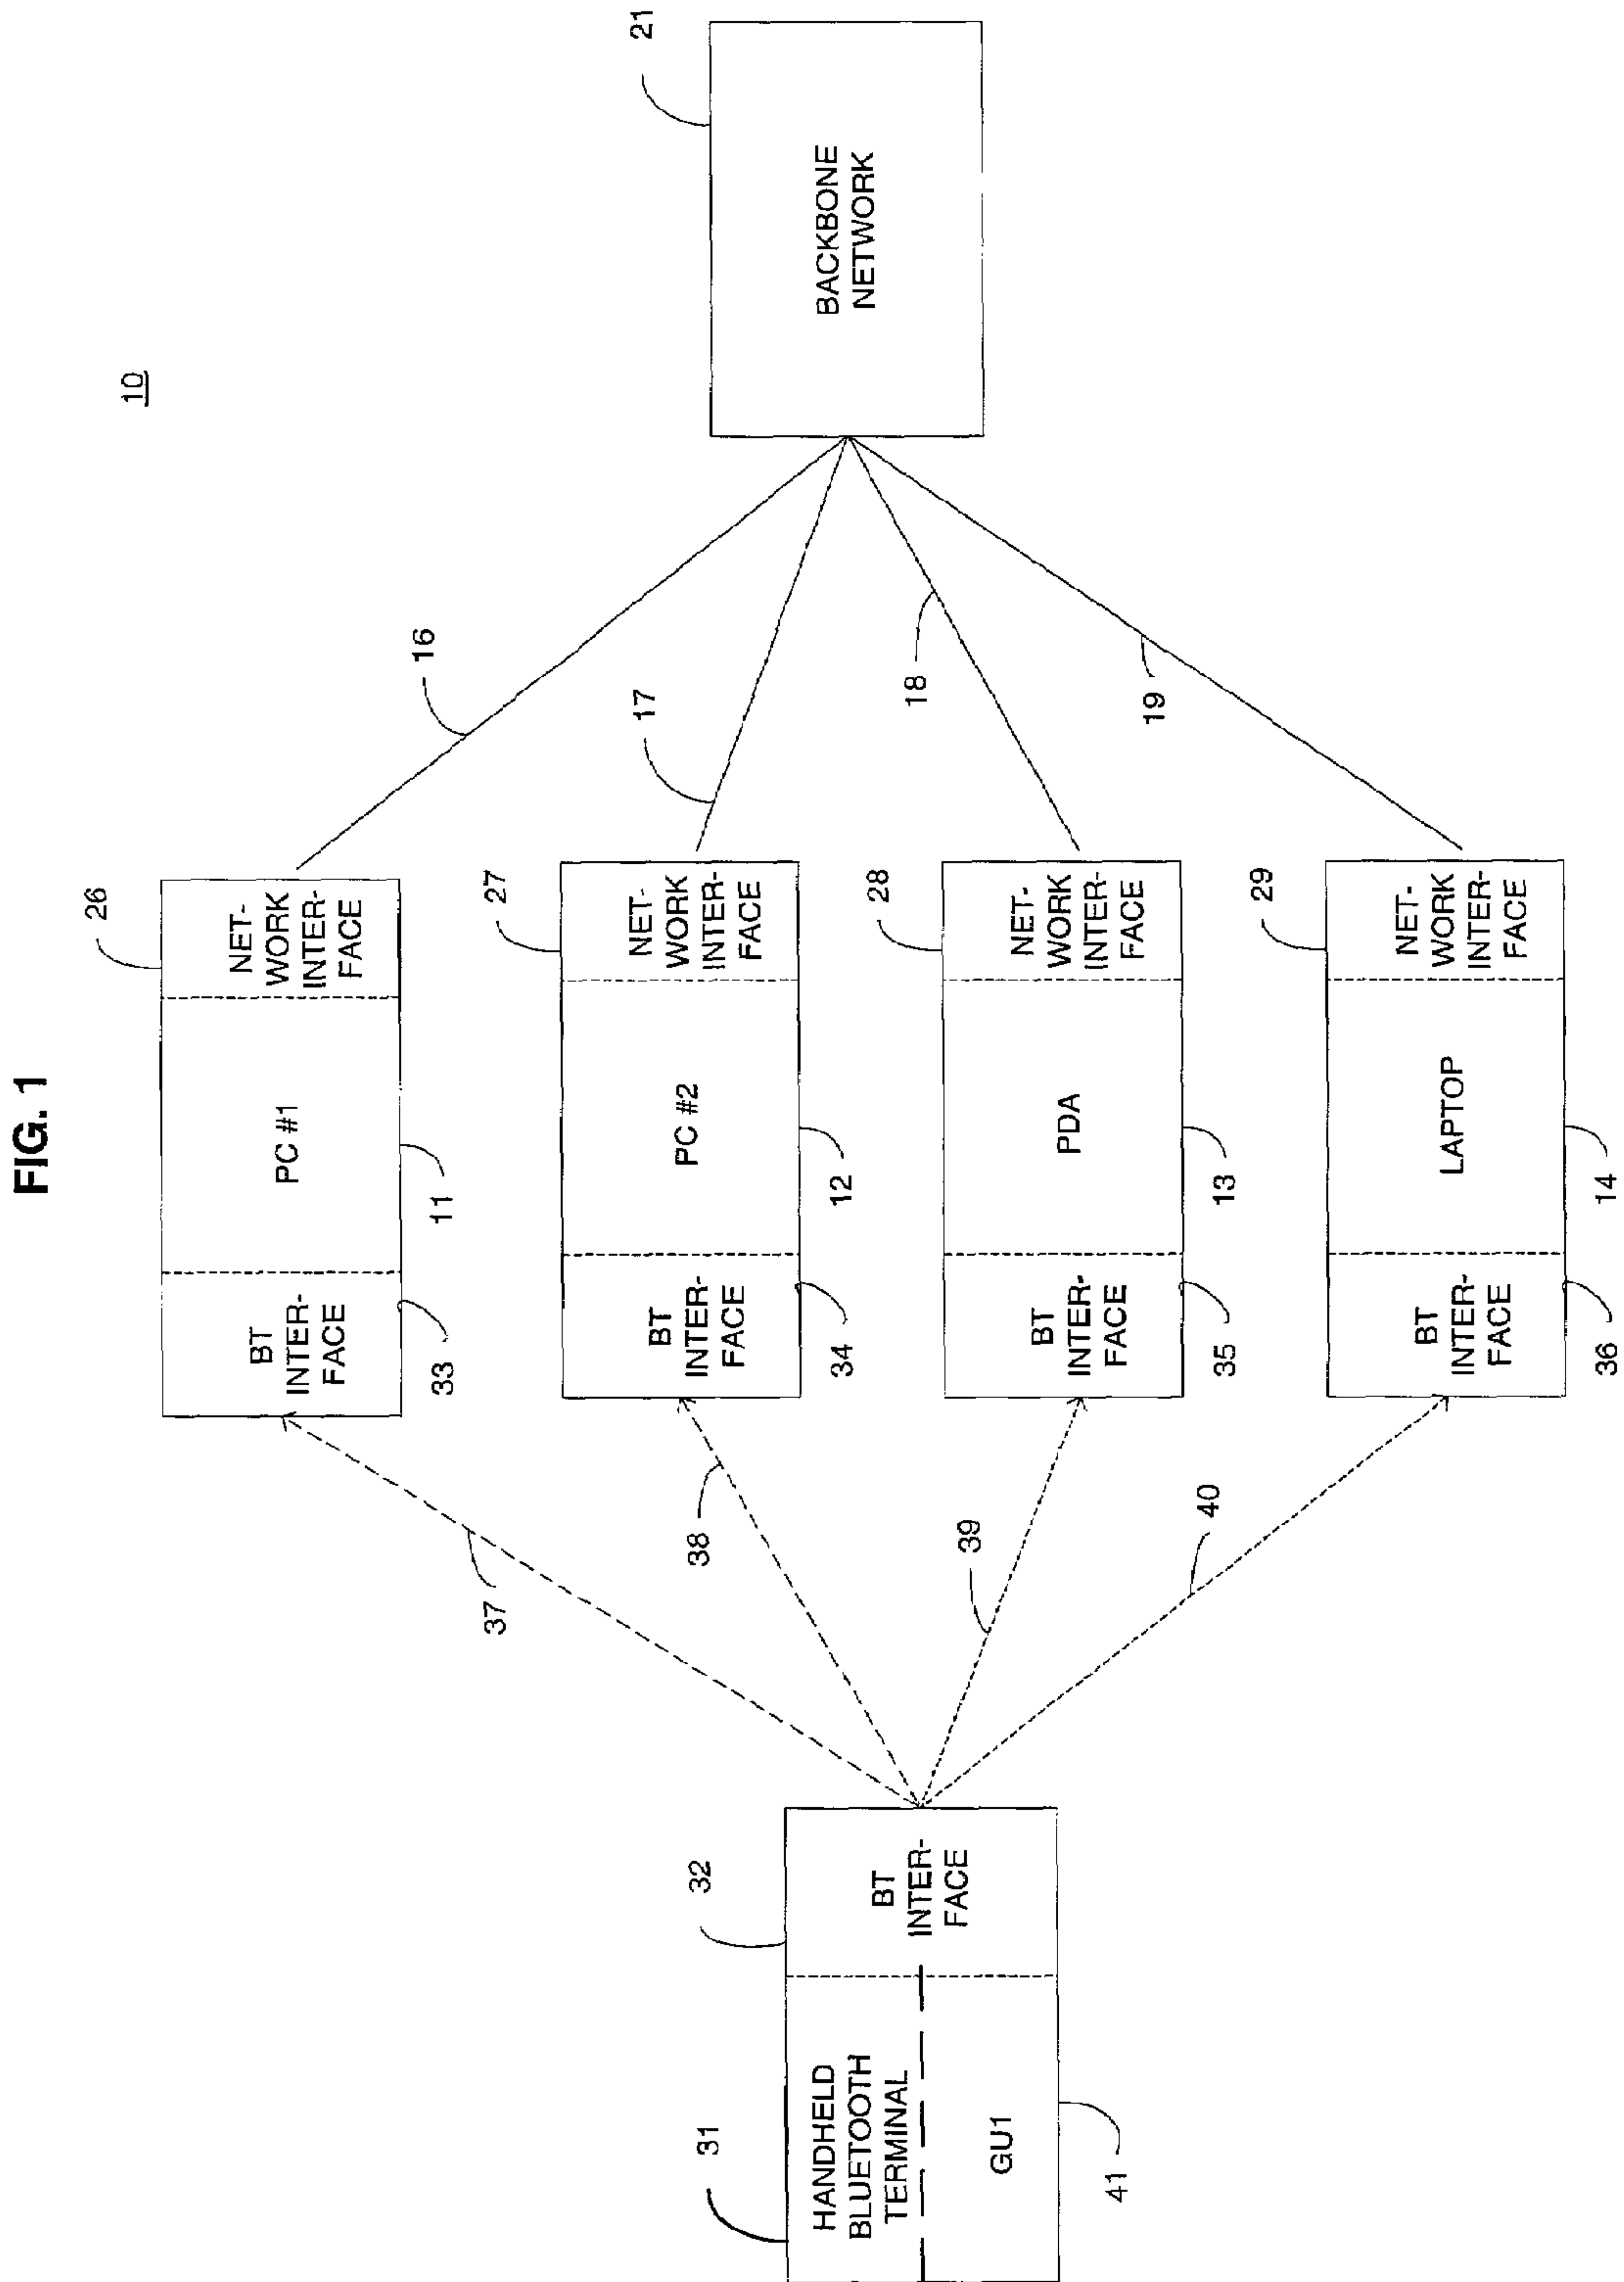 FIG. 1
10
31
HANDHELD
BLUETOOTH
TERMINAL
GU1
41
32
BT
INTER-
FACE
37
38
39
40
BT
INTER-
FACE
33
PC #1
11
26
NET-
WORK
INTER-
FACE
BT
INTER-
FACE
34
PC #2
12
27
NET-
WORK
INTER-
FACE
BT
INTER-
FACE
35
PDA
13
28
NET-
WORK
INTER-
FACE
BT
INTER-
FACE
36
LAPTOP
14
29
NET-
WORK
INTER-
FACE
16
17
18
19
21
BACKBONE
NETWORK